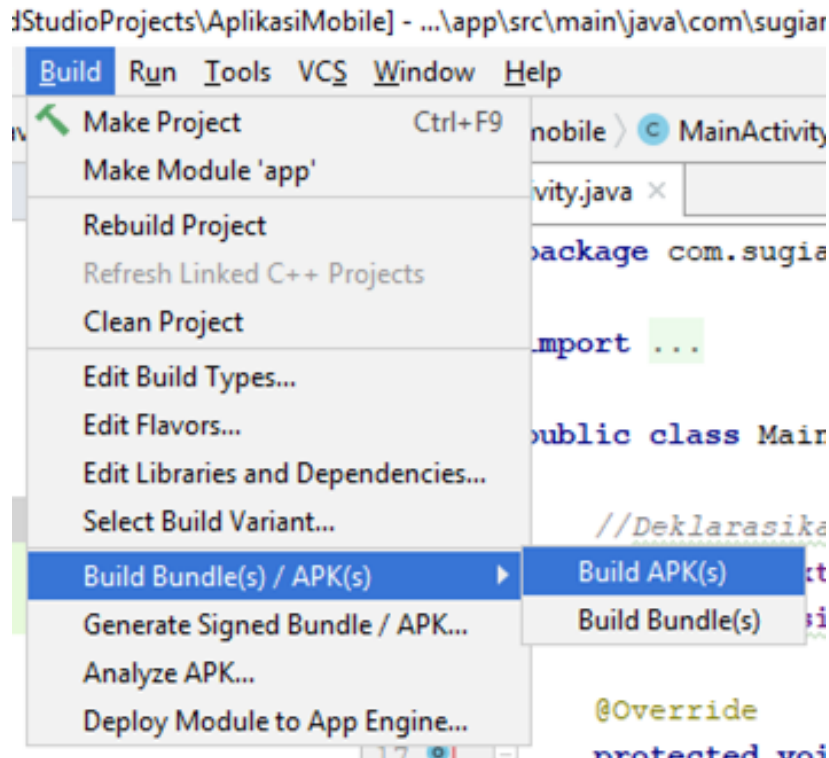 dStudioProjects\AplikasiMobile] - ...\app\src\main\java\com\sugiar
Build Run Tools VCS Window Help
Make Project Ctrl+F9
mobile MainActivity
Make Module 'app'
vity.java
Rebuild Project
package com.sugia
Refresh Linked C++ Projects
Clean Project
import ...
Edit Build Types...
Edit Flavors...
public class Main
Edit Libraries and Dependencies...
Select Build Variant...
//Deklarasika
Build Bundle(s) / APK(s)
Build APK(s)
Generate Signed Bundle / APK...
Build Bundle(s)
Analyze APK...
Deploy Module to App Engine...
@Override
17
protected voi